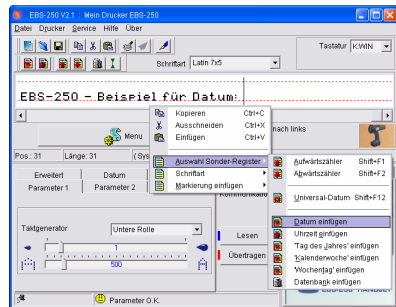 EBS-250 V2.1 : Mein Drucker EBS-250
Datei Drucker Service Hilfe Über
Tastatur KWIN
Schriftart Latin 7x5
EBS-250 - Beispiel für Datum:
Kopieren Ctrl+C
Ausschneiden Ctrl+X
Einfügen Ctrl+V
Auswahl Sonder-Register
Schriftart
Markierung einfügen
Menu
nach links
Pos.: 31 Länge: 31 (Sys
Aufwärtszähler Shift+F1
Abwärtszähler Shift+F2
Universal-Datum Shift+F12
Datum einfügen
Uhrzeit einfügen
'Tag des Jahres' einfügen
'Kalenderwoche' einfügen
'Wochentag' einfügen
Datenbank einfügen
Erweitert Datum
Parameter 1 Parameter 2
Kommunikatio
Taktgenerator Untere Rolle
1
500
Lesen
Übertragen
Parameter O.K.